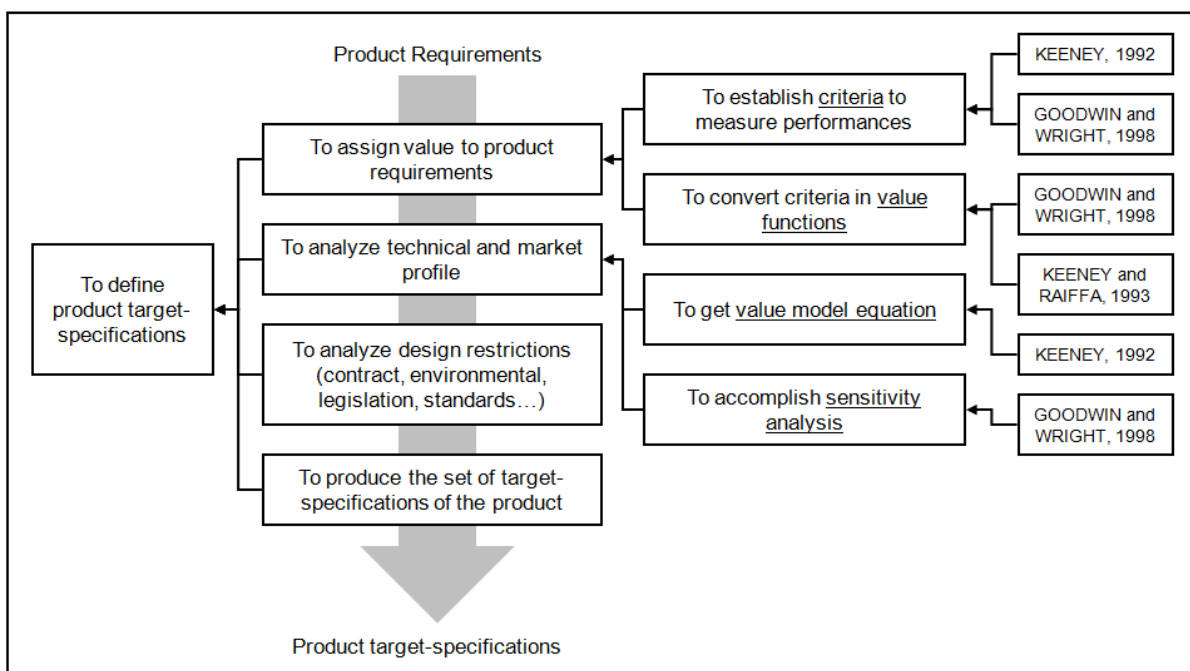 Product Requirements
To define
product target-
specifications
To assign value to product
requirements
To analyze technical and market
profile
To analyze design restrictions
(contract, environmental,
legislation, standards…)
To produce the set of target-
specifications of the product
To establish criteria to
measure performances
To convert criteria in value
functions
To get value model equation
To accomplish sensitivity
analysis
KEENEY, 1992
GOODWIN and
WRIGHT, 1998
GOODWIN and
WRIGHT, 1998
KEENEY and
RAIFFA, 1993
KEENEY, 1992
GOODWIN and
WRIGHT, 1998
Product target-specifications